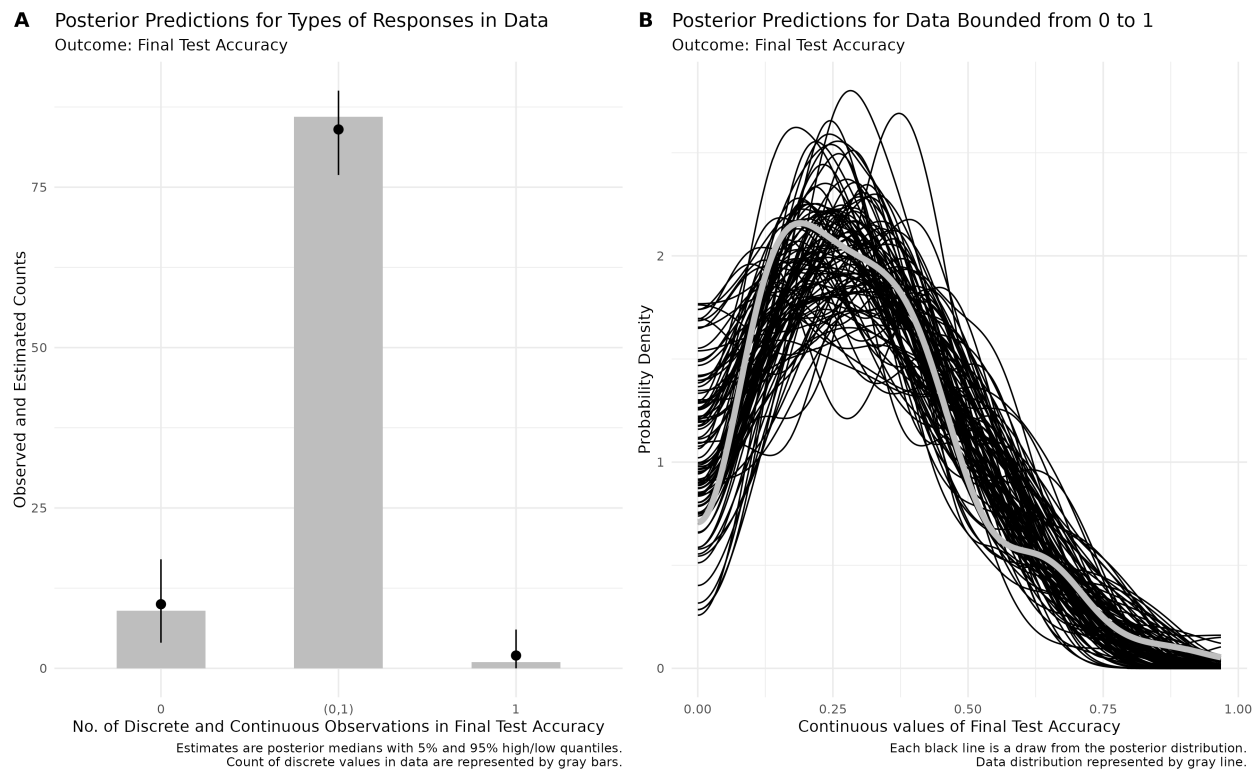 A Posterior Predictions for Types of Responses in Data
Outcome: Final Test Accuracy
Observed and Estimated Counts
75
50
25
0
0 (0,1) 1
No. of Discrete and Continuous Observations in Final Test Accuracy
Estimates are posterior medians with 5% and 95% high/low quantiles.
Count of discrete values in data are represented by gray bars.
B Posterior Predictions for Data Bounded from 0 to 1
Outcome: Final Test Accuracy
Probability Density
2
1
0
0.00 0.25 0.50 0.75 1.00
Continuous values of Final Test Accuracy
Each black line is a draw from the posterior distribution.
Data distribution represented by gray line.